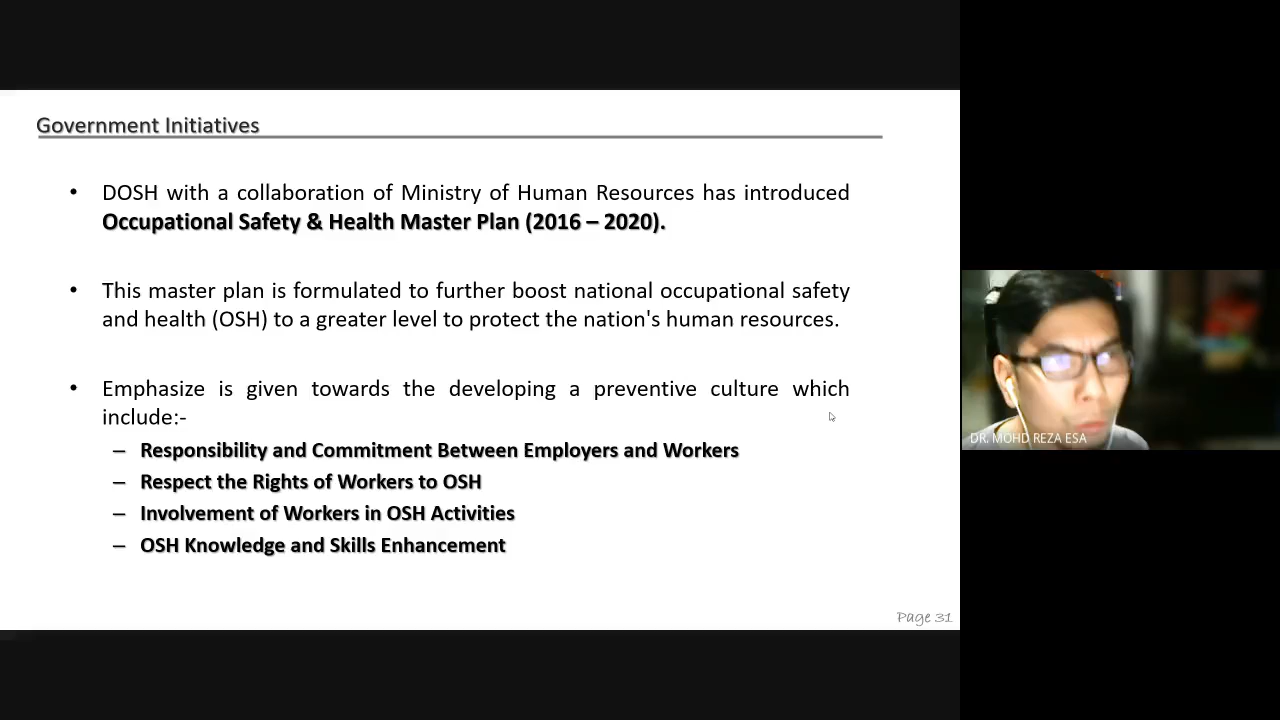 Government Initiatives
• DOSH with a collaboration of Ministry of Human Resources has introduced
Occupational Safety & Health Master Plan (2016 – 2020).
• This master plan is formulated to further boost national occupational safety
and health (OSH) to a greater level to protect the nation's human resources.
• Emphasize is given towards the developing a preventive culture which
include:-
– Responsibility and Commitment Between Employers and Workers
– Respect the Rights of Workers to OSH
– Involvement of Workers in OSH Activities
– OSH Knowledge and Skills Enhancement
Page 31
DR. MOHD REZA ESA